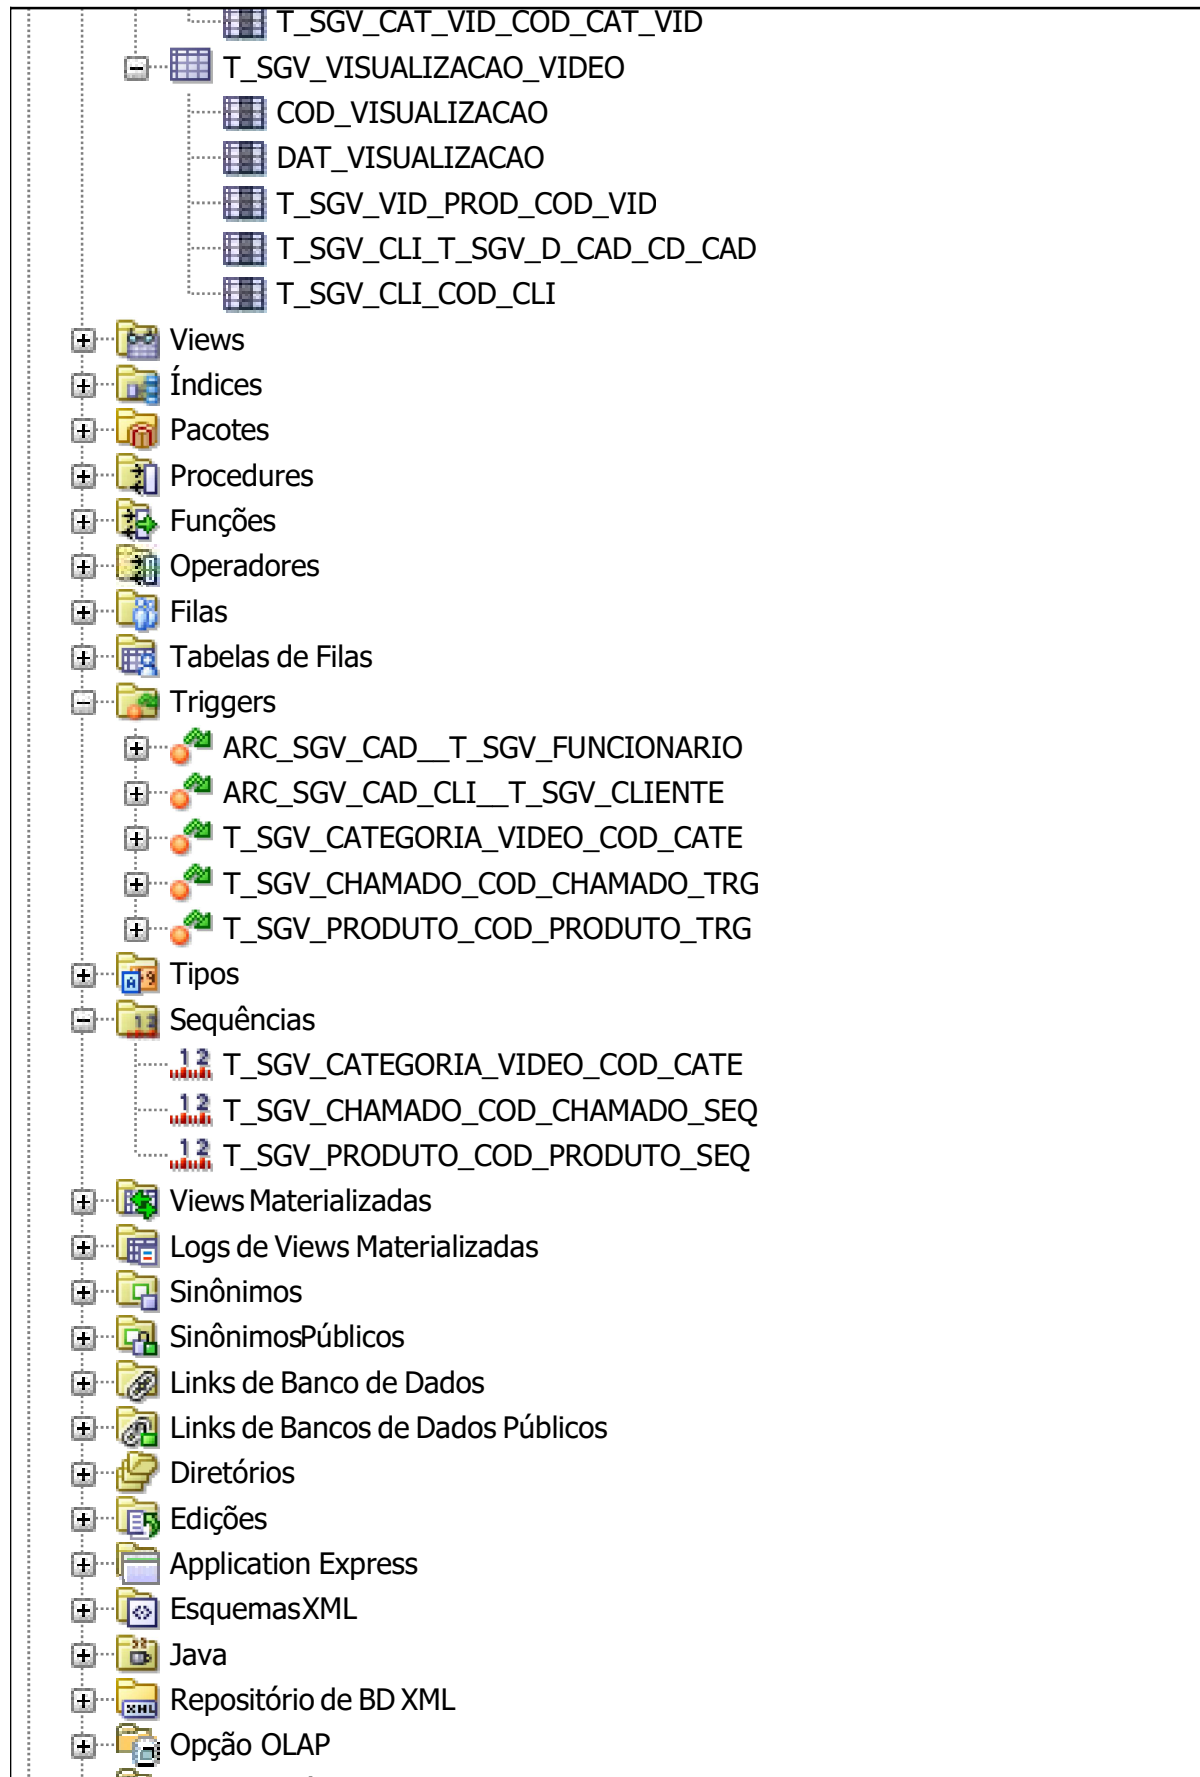 T_SGV_CAT_VID_COD_CAT_VID
T_SGV_VISUALIZACAO_VIDEO
COD_VISUALIZACAO
DAT_VISUALIZACAO
T_SGV_VID_PROD_COD_VID
T_SGV_CLI_T_SGV_D_CAD_CD_CAD
T_SGV_CLI_COD_CLI
Views
Índices
Pacotes
Procedures
Funções
Operadores
Filas
Tabelas de Filas
Triggers
ARC_SGV_CAD__T_SGV_FUNCIONARIO
ARC_SGV_CAD_CLI__T_SGV_CLIENTE
T_SGV_CATEGORIA_VIDEO_COD_CATE
T_SGV_CHAMADO_COD_CHAMADO_TRG
T_SGV_PRODUTO_COD_PRODUTO_TRG
Tipos
Sequências
T_SGV_CATEGORIA_VIDEO_COD_CATE
T_SGV_CHAMADO_COD_CHAMADO_SEQ
T_SGV_PRODUTO_COD_PRODUTO_SEQ
Views Materializadas
Logs de Views Materializadas
Sinônimos
SinônimosPúblicos
Links de Banco de Dados
Links de Bancos de Dados Públicos
Diretórios
Edições
Application Express
EsquemasXML
Java
Repositório de BD XML
Opção OLAP